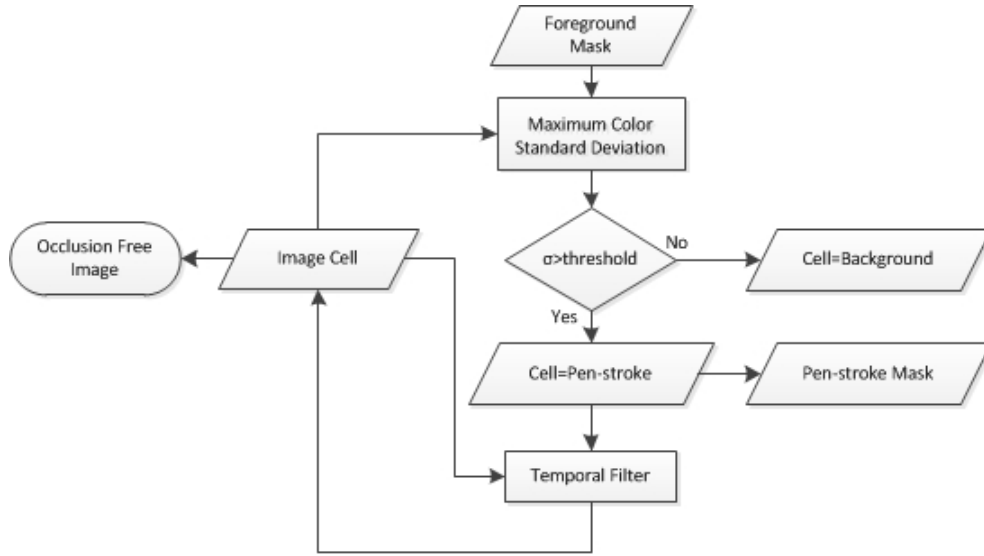 Foreground
Mask
Maximum Color
Standard Deviation
Occlusion Free
Image
Image Cell
σ>threshold
No
Cell=Background
Yes
Cell=Pen-stroke
Pen-stroke Mask
Temporal Filter